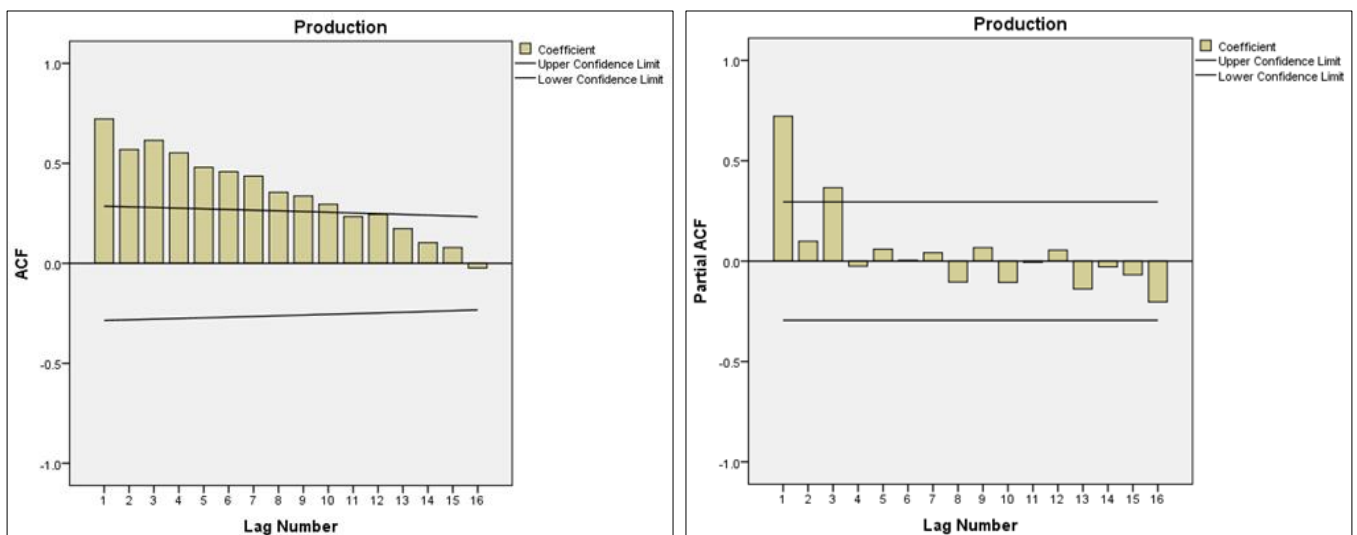 Production
Coefficient
Upper Confidence Limit
Lower Confidence Limit
1.0
0.5
0.0
-0.5
-1.0
ACF
1 2 3 4 5 6 7 8 9 10 11 12 13 14 15 16
Lag Number
Production
Coefficient
Upper Confidence Limit
Lower Confidence Limit
1.0
0.5
0.0
-0.5
-1.0
Partial ACF
1 2 3 4 5 6 7 8 9 10 11 12 13 14 15 16
Lag Number